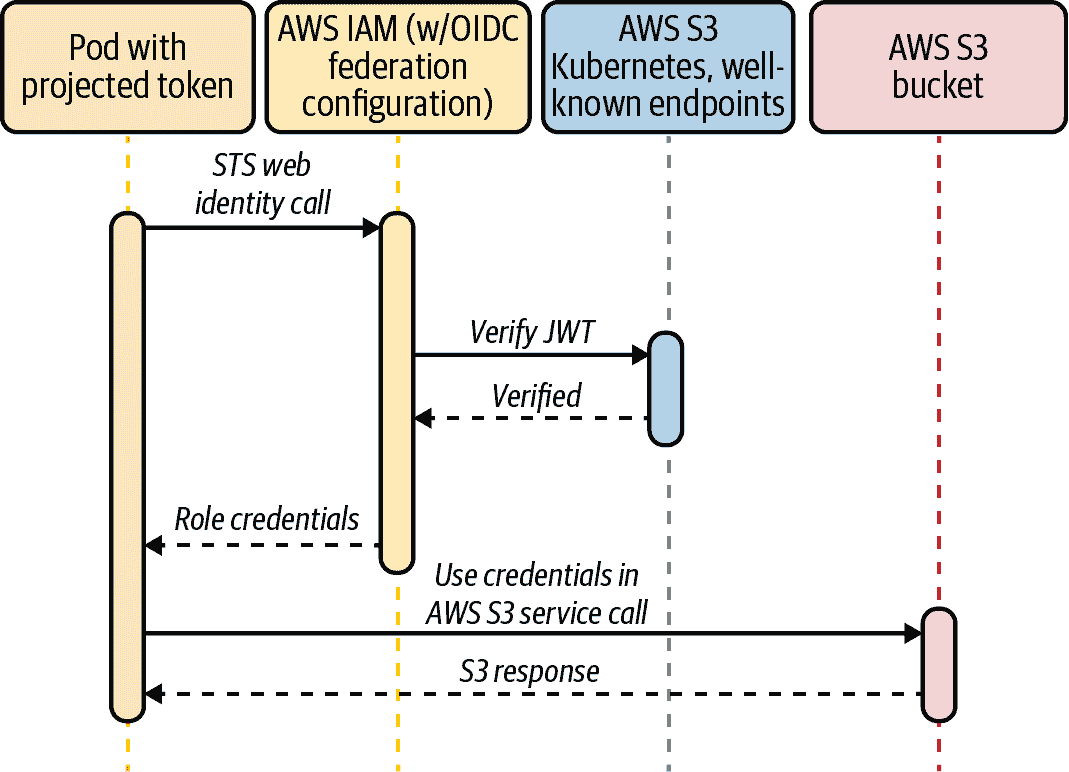 Pod with
projected token
AWS IAM (w/OIDC
federation
configuration)
AWS S3
Kubernetes, well-
known endpoints
AWS S3
bucket
STS web
identity call
Verify JWT
Verified
Role credentials
Use credentials in
AWS S3 service call
S3 response